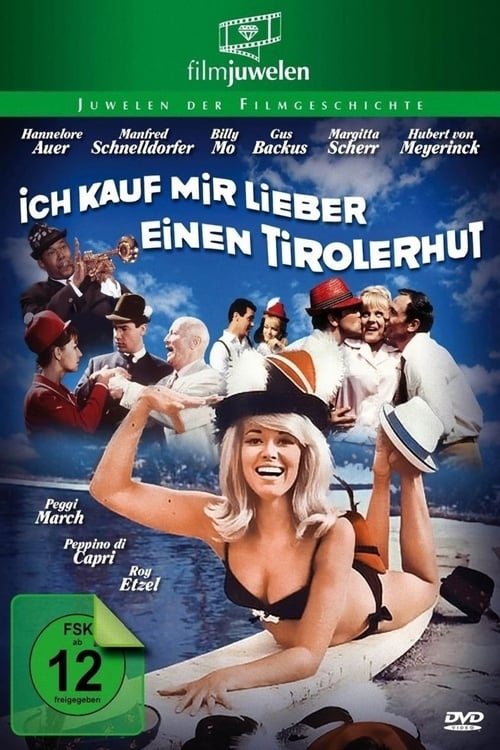 filmjuwelen
JUWELEN DER FILMGESCHICHTE
Hannelore Auer
Manfred Schnelldorfer
Billy Mo
Gus Backus
Margitta Scherr
Hubert von Meyerinck
iCH KAUF MiR LiEBER
EiNEN TiROLERHUT
Peggi
March
Peppino di
Capri
Roy
Etzel
FSK
ab
12
freigegeben
DVD
VIDEO